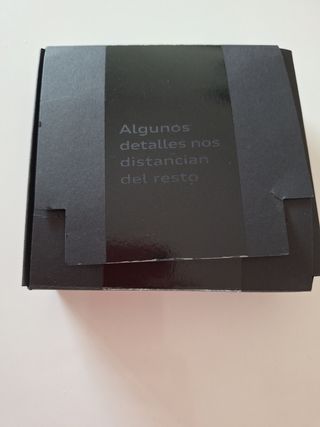 Algunos
detalles nos
distancian
del resto